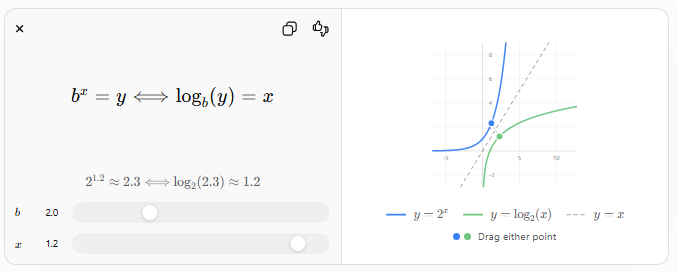 b^x = y ⟺ log_b(y) = x
2^{1.2} ≈ 2.3 ⟺ log_2(2.3) ≈ 1.2
b 2.0
x 1.2
8
6
4
-5 5 10
-2
y = 2^x y = log_2(x) y = x
Drag either point